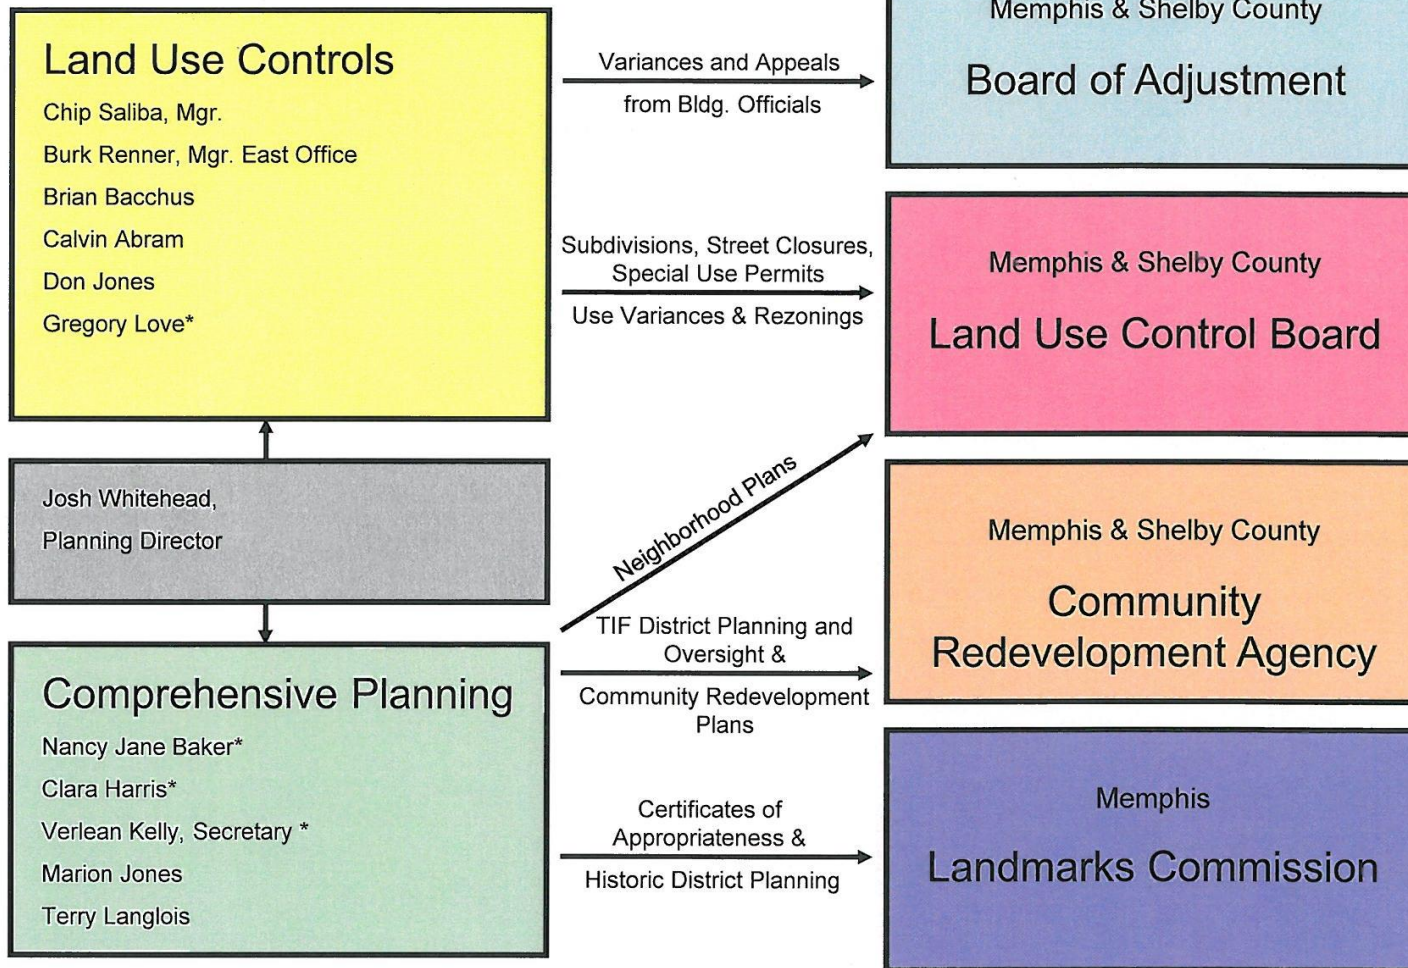 Land Use Controls
Chip Saliba, Mgr.
Burk Renner, Mgr. East Office
Brian Bacchus
Calvin Abram
Don Jones
Gregory Love*
Josh Whitehead,
Planning Director
Comprehensive Planning
Nancy Jane Baker*
Clara Harris*
Verlean Kelly, Secretary *
Marion Jones
Terry Langlois
Variances and Appeals
from Bldg. Officials
Subdivisions, Street Closures,
Special Use Permits
Use Variances & Rezonings
Neighborhood Plans
TIF District Planning and
Oversight &
Community Redevelopment
Plans
Certificates of
Appropriateness &
Historic District Planning
Memphis & Shelby County
Board of Adjustment
Memphis & Shelby County
Land Use Control Board
Memphis & Shelby County
Community
Redevelopment Agency
Memphis
Landmarks Commission